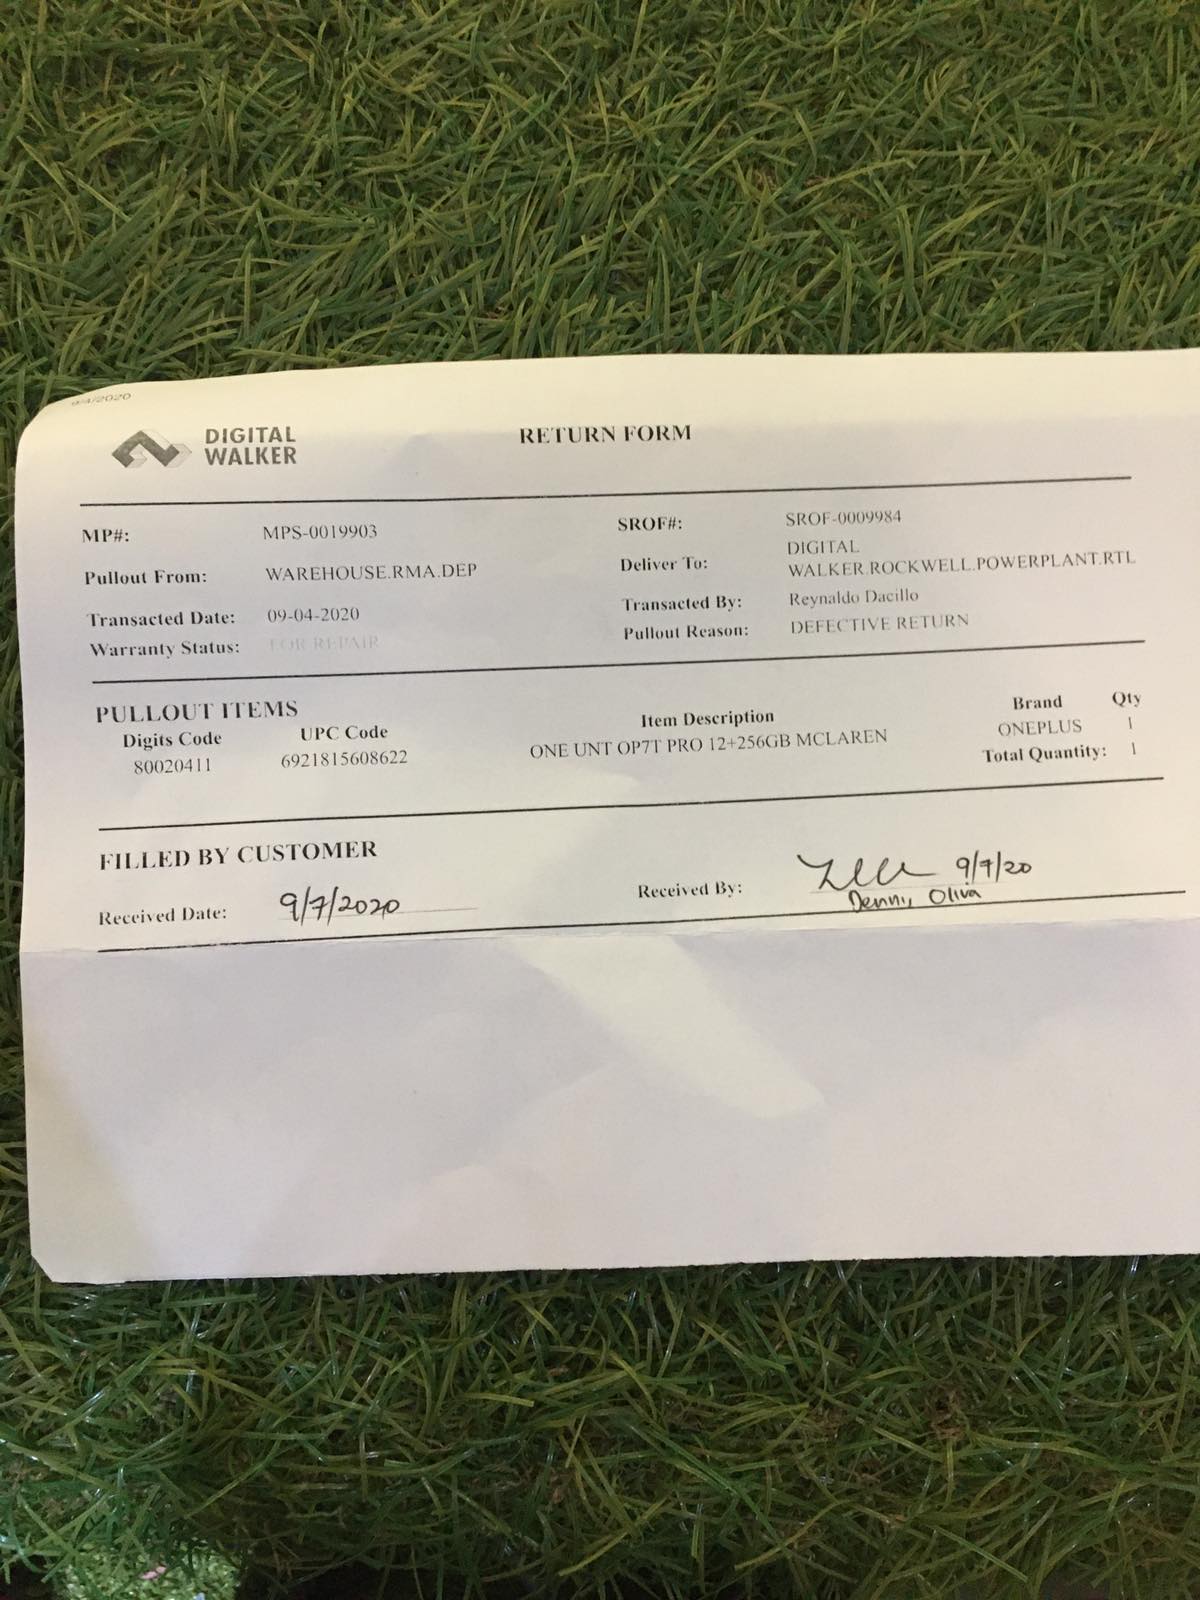 9/4/2020
DIGITAL
WALKER
RETURN FORM
MP#: MPS-0019903
SROF#: SROF-0009984
Pullout From: WAREHOUSE.RMA.DEP
Deliver To: DIGITAL
WALKER.ROCKWELL.POWERPLANT.RTL
Transacted Date: 09-04-2020
Transacted By: Reynaldo Dacillo
Warranty Status: FOR REPAIR
Pullout Reason: DEFECTIVE RETURN
PULLOUT ITEMS
Digits Code UPC Code Item Description Brand Qty
80020411 6921815608622 ONE UNT OP7T PRO 12+256GB MCLAREN ONEPLUS 1
Total Quantity: 1
FILLED BY CUSTOMER
Received Date: 9/7/2020
Received By: 9/7/20
Denny Oliva